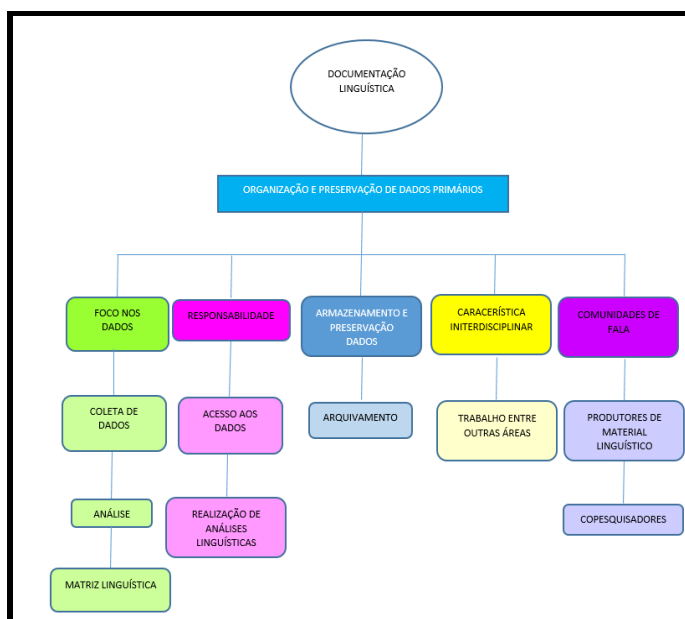 DOCUMENTAÇÃO
LINGUÍSTICA
ORGANIZAÇÃO E PRESERVAÇÃO DE DADOS PRIMÁRIOS
FOCO NOS
DADOS
RESPONSABILIDADE
ARMAZENAMENTO E
PRESERVAÇÃO
DADOS
CARACERÍSTICA
INITERDISCIPLINAR
COMUNIDADES DE
FALA
COLETA DE
DADOS
ACESSO AOS
DADOS
ARQUIVAMENTO
TRABALHO ENTRE
OUTRAS ÁREAS
PRODUTORES DE
MATERIAL
LINGUÍSTICO
ANÁLISE
REALIZAÇÃO DE
ANÁLISES
LINGUÍSTICAS
COPESQUISADORES
MATRIZ LINGUÍSTICA